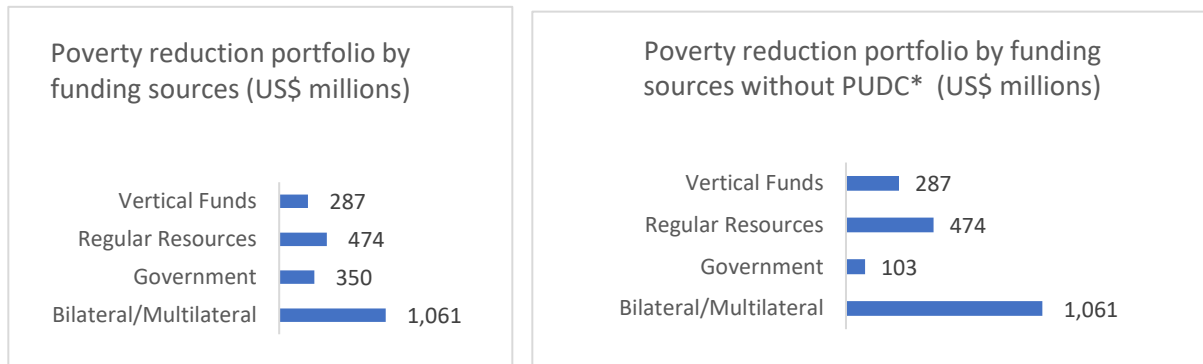 Poverty reduction portfolio by
funding sources (US$ millions)
Vertical Funds 287
Regular Resources 474
Government 350
Bilateral/Multilateral 1,061
Poverty reduction portfolio by funding
sources without PUDC* (US$ millions)
Vertical Funds 287
Regular Resources 474
Government 103
Bilateral/Multilateral 1,061